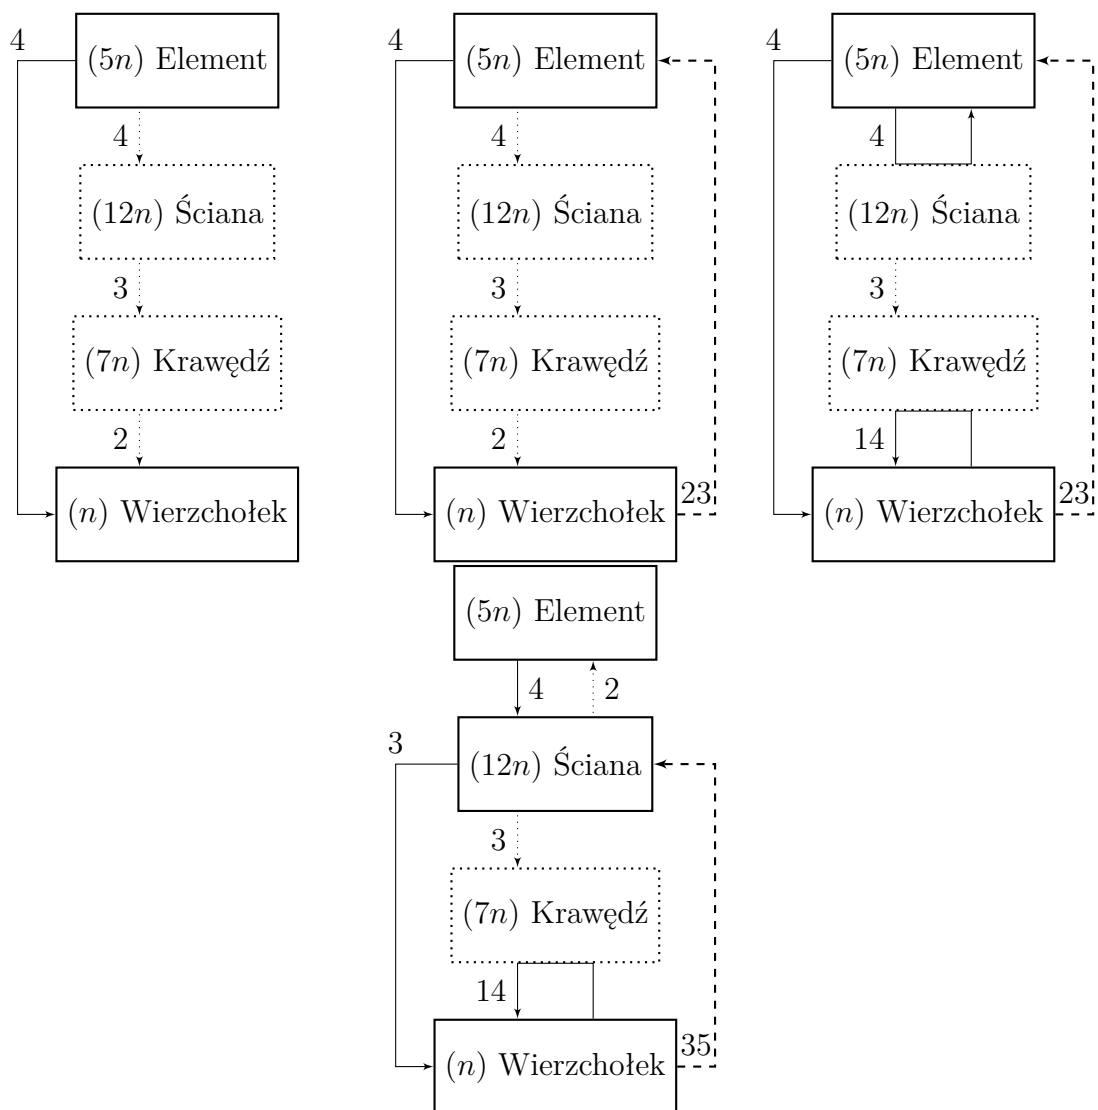 4
(5n) Element
4
(12n) Ściana
3
(7n) Krawędź
2
(n) Wierzchołek
4
(5n) Element
4
(12n) Ściana
3
(7n) Krawędź
2
(n) Wierzchołek
23
4
(5n) Element
4
(12n) Ściana
3
(7n) Krawędź
14
(n) Wierzchołek
23
(5n) Element
4
2
3
(12n) Ściana
3
(7n) Krawędź
14
(n) Wierzchołek
35